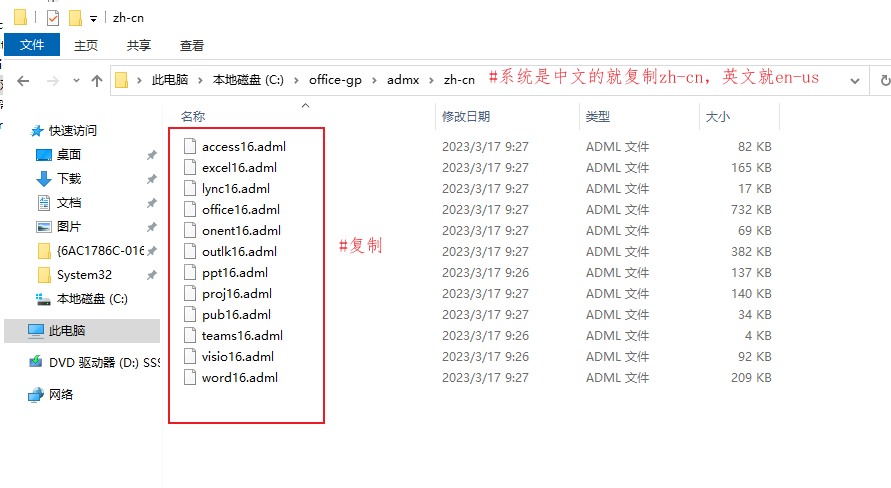 zh-cn
文件 主页 共享 查看
此电脑 › 本地磁盘 (C:) › office-gp › admx › zh-cn #系统是中文的就复制zh-cn，英文就en-us
名称 修改日期 类型 大小
快速访问
桌面
下载
文档
图片
{6AC1786C-016
System32
本地磁盘 (C:)
此电脑
DVD 驱动器 (D:) SS
网络
access16.adml 2023/3/17 9:27 ADML 文件 82 KB
excel16.adml 2023/3/17 9:27 ADML 文件 165 KB
lync16.adml 2023/3/17 9:27 ADML 文件 17 KB
office16.adml 2023/3/17 9:27 ADML 文件 732 KB
onent16.adml 2023/3/17 9:27 ADML 文件 69 KB
outlk16.adml 2023/3/17 9:27 ADML 文件 382 KB
#复制
ppt16.adml 2023/3/17 9:26 ADML 文件 137 KB
proj16.adml 2023/3/17 9:27 ADML 文件 140 KB
pub16.adml 2023/3/17 9:27 ADML 文件 34 KB
teams16.adml 2023/3/17 9:26 ADML 文件 4 KB
visio16.adml 2023/3/17 9:26 ADML 文件 92 KB
word16.adml 2023/3/17 9:27 ADML 文件 209 KB